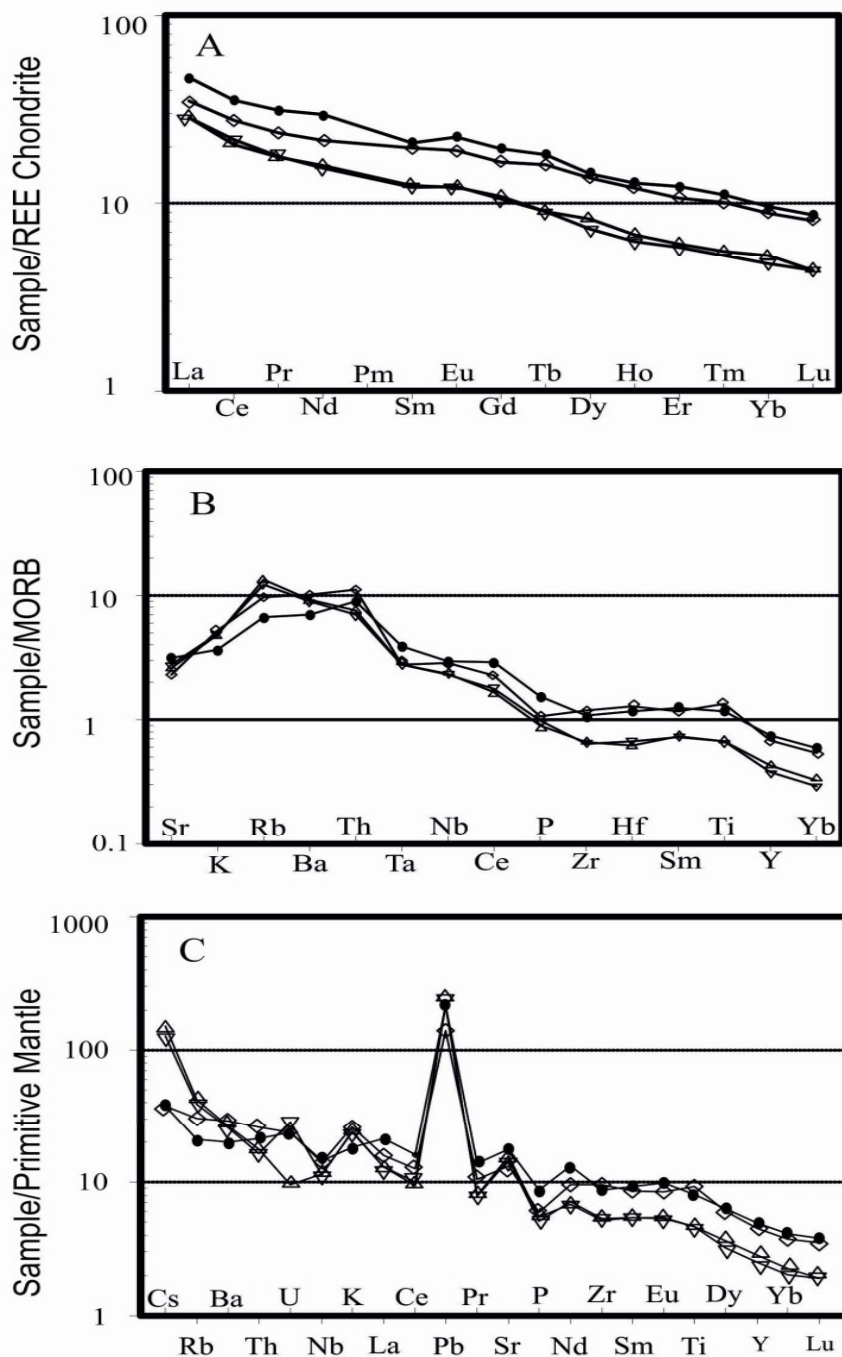 100
A
10
1
Sample/REE Chondrite
La Pr Pm Eu Tb Ho Tm Lu
Ce Nd Sm Gd Dy Er Yb
100
B
10
1
0.1
Sample/MORB
Sr Rb Th Nb P Hf Ti Yb
K Ba Ta Ce Zr Sm Y
1000
C
100
10
1
Sample/Primitive Mantle
Cs Ba U K Ce Pr P Zr Eu Dy Yb
Pb
Rb Th Nb La Sr Nd Sm Ti Y Lu